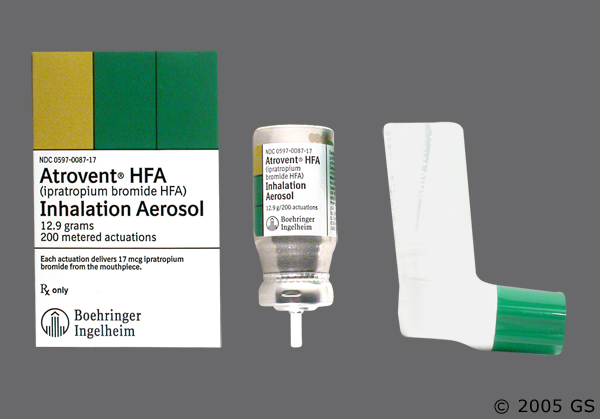 NDC 0597-0087-17
Atrovent® HFA
(ipratropium bromide HFA)
Inhalation Aerosol
12.9 grams
200 metered actuations
Each actuation delivers 17 mcg ipratropium
bromide from the mouthpiece.
Rx only
Boehringer
Ingelheim
NDC 0597-0087-17
Atrovent® HFA
(ipratropium
bromide HFA)
Inhalation
Aerosol
12.9 g/200 actuations
Boehringer
Ingelheim
© 2005 GS